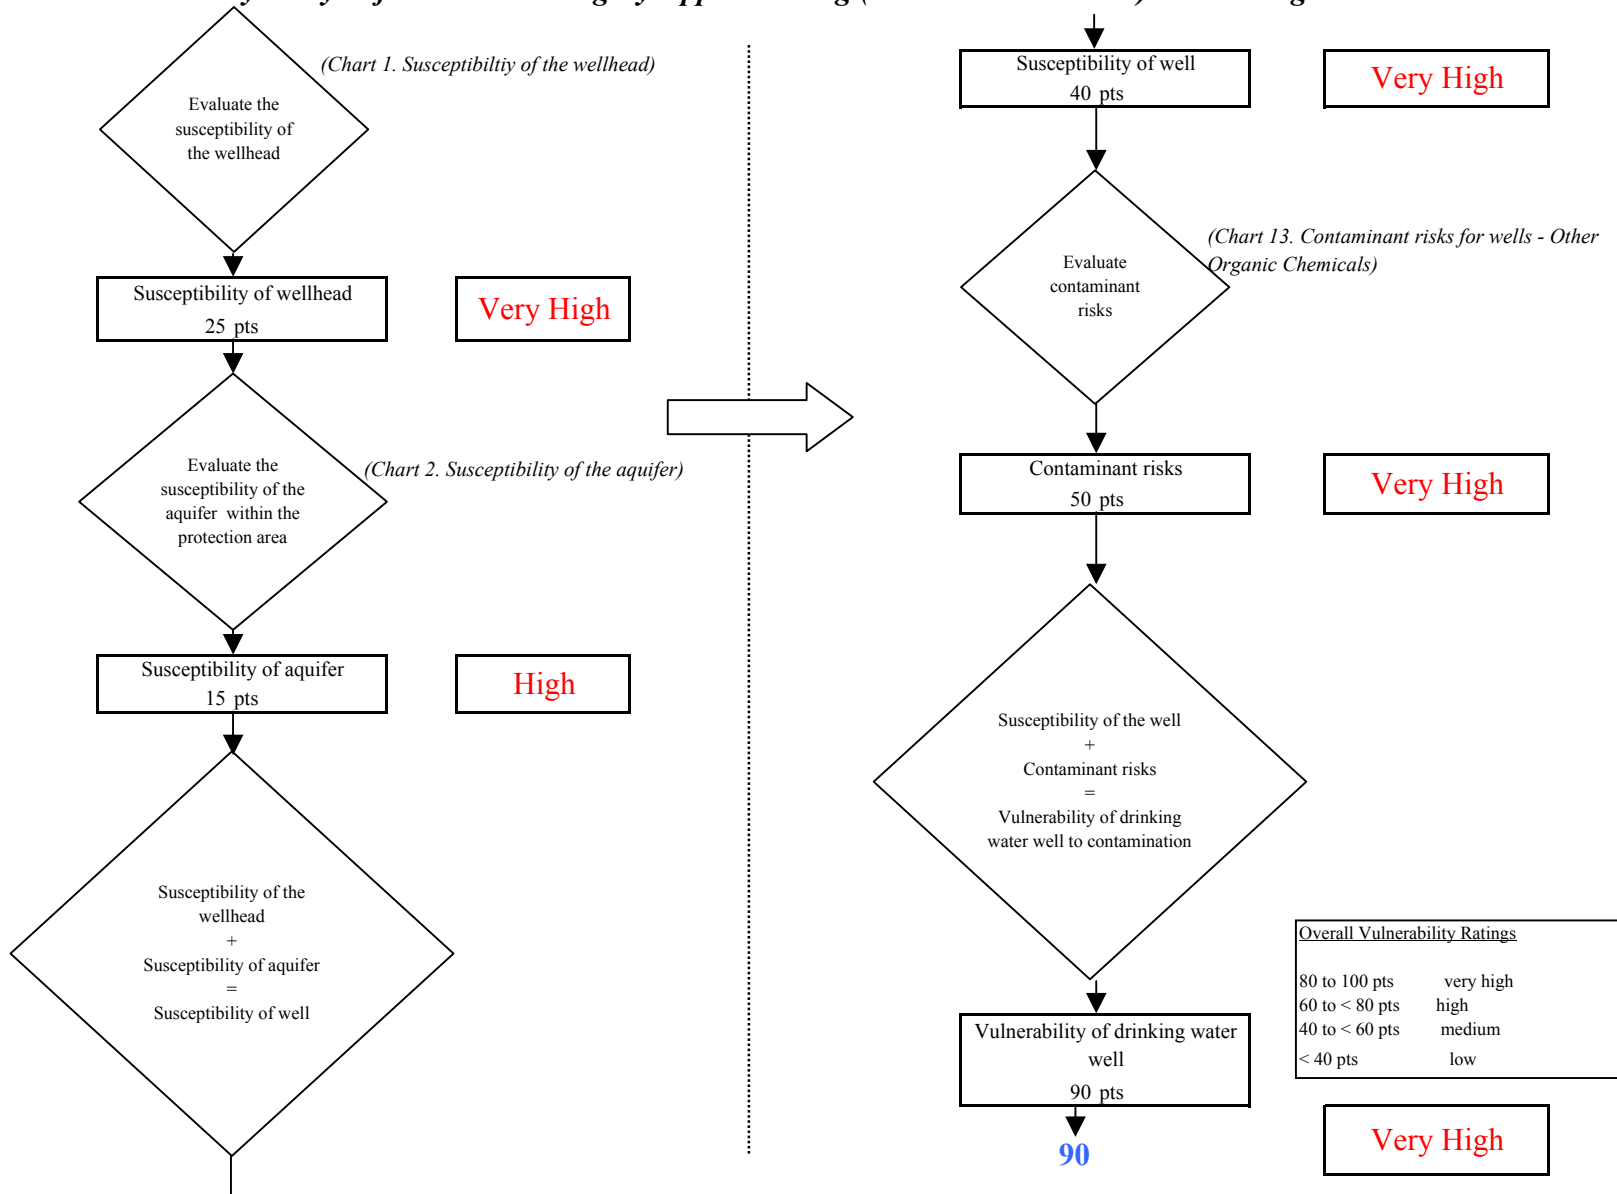 (Chart 1. Susceptibiltiy of the wellhead)
Evaluate the
susceptibility of
the wellhead
Susceptibility of wellhead
25 pts
Very High
Evaluate the
susceptibility of the
aquifer within the
protection area
(Chart 2. Susceptibility of the aquifer)
Susceptibility of aquifer
15 pts
High
Susceptibility of the
wellhead
+
Susceptibility of aquifer
=
Susceptibility of well
Susceptibility of well
40 pts
Very High
(Chart 13. Contaminant risks for wells - Other
Organic Chemicals)
Evaluate
contaminant
risks
Contaminant risks
50 pts
Very High
Susceptibility of the well
+
Contaminant risks
=
Vulnerability of drinking
water well to contamination
Overall Vulnerability Ratings
80 to 100 pts very high
60 to < 80 pts high
40 to < 60 pts medium
< 40 pts low
Vulnerability of drinking water
well
90 pts
90
Very High